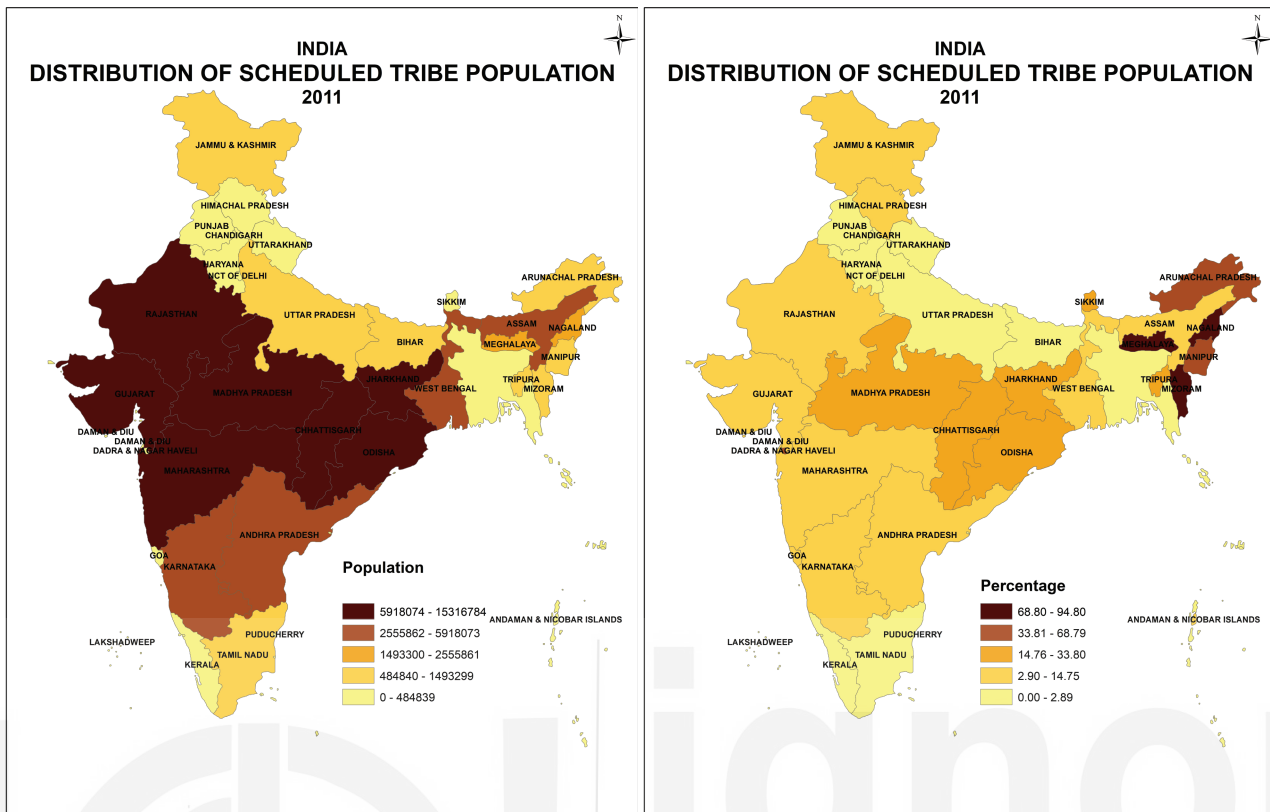 N
INDIA
DISTRIBUTION OF SCHEDULED TRIBE POPULATION
2011
JAMMU & KASHMIR
HIMACHAL PRADESH
PUNJAB
CHANDIGARH
UTTARAKHAND
HARYANA
NCT OF DELHI
ARUNACHAL PRADESH
SIKKIM
RAJASTHAN
UTTAR PRADESH
ASSAM
NAGALAND
BIHAR
MEGHALAYA
MANIPUR
JHARKHAND
TRIPURA
WEST BENGAL
MIZORAM
GUJARAT
MADHYA PRADESH
CHHATTISGARH
DAMAN & DIU
DAMAN & DIU
DADRA & NAGAR HAVELI
ODISHA
MAHARASHTRA
ANDHRA PRADESH
GOA
KARNATAKA
Population
5918074 - 15316784
2555862 - 5918073
1493300 - 2555861
484840 - 1493299
0 - 484839
ANDAMAN & NICOBAR ISLANDS
PUDUCHERRY
LAKSHADWEEP
TAMIL NADU
KERALA
N
INDIA
DISTRIBUTION OF SCHEDULED TRIBE POPULATION
2011
JAMMU & KASHMIR
HIMACHAL PRADESH
PUNJAB
CHANDIGARH
UTTARAKHAND
HARYANA
NCT OF DELHI
ARUNACHAL PRADESH
SIKKIM
RAJASTHAN
UTTAR PRADESH
ASSAM
NAGALAND
BIHAR
MEGHALAYA
MANIPUR
JHARKHAND
TRIPURA
WEST BENGAL
MIZORAM
GUJARAT
MADHYA PRADESH
CHHATTISGARH
DAMAN & DIU
DAMAN & DIU
DADRA & NAGAR HAVELI
ODISHA
MAHARASHTRA
ANDHRA PRADESH
GOA
KARNATAKA
Percentage
68.80 - 94.80
33.81 - 68.79
14.76 - 33.80
2.90 - 14.75
0.00 - 2.89
ANDAMAN & NICOBAR ISLANDS
PUDUCHERRY
LAKSHADWEEP
TAMIL NADU
KERALA
ignou